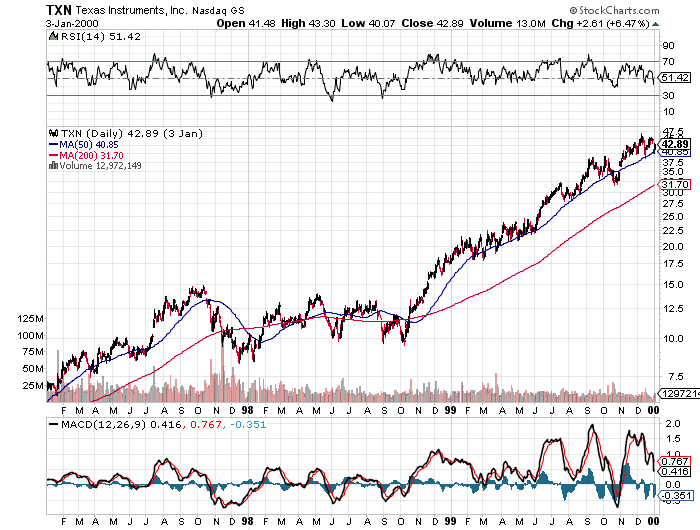 TXN Texas Instruments, Inc. Nasdaq GS
© StockCharts.com
3-Jan-2000
Open 41.48 High 43.30 Low 40.07 Close 42.89 Volume 13.0M Chg +2.61 (+6.47%)
RSI(14) 51.42
90
70
51.42
30
10
TXN (Daily) 42.89 (3 Jan)
MA(50) 40.85
MA(200) 31.70
Volume 12,972,149
47.5
42.89
40.85
37.5
35.0
31.70
30.0
27.5
25.0
22.5
20.0
17.5
15.0
12.5
10.0
7.5
125M
100M
75M
50M
25M
1297214
F M A M J J A S O N D 98 F M A M J J A S O N D 99 F M A M J J A S O N D 00
MACD(12,26,9) 0.416, 0.767, -0.351
2.0
1.5
1.0
0.767
0.416
0.0
-0.351
-0.5
F M A M J J A S O N D 98 F M A M J J A S O N D 99 F M A M J J A S O N D 00